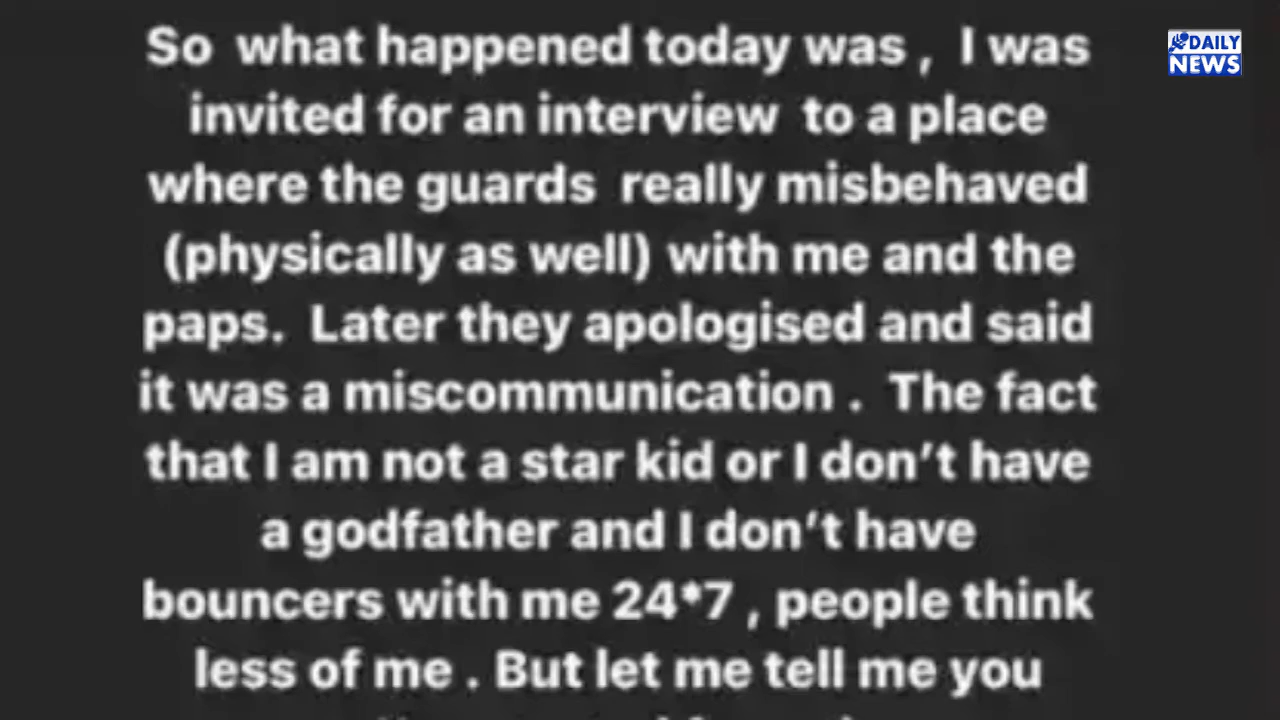 So what happened today was , I was
invited for an interview to a place
where the guards really misbehaved
(physically as well) with me and the
paps. Later they apologised and said
it was a miscommunication . The fact
that I am not a star kid or I don’t have
a godfather and I don’t have
bouncers with me 24*7 , people think
less of me . But let me tell me you
DAILY
NEWS